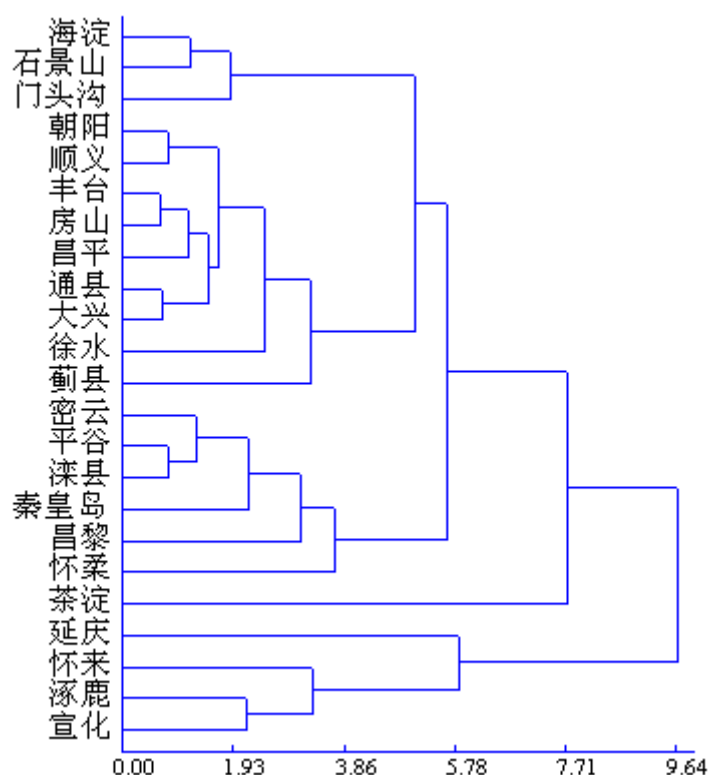 海淀
石景山
门头沟
朝阳
顺义
丰台
房山
昌平
通县
大兴
徐水
蓟县
密云
平谷
滦县
秦皇岛
昌黎
怀柔
茶淀
延庆
怀来
涿鹿
宣化
0.00 1.93 3.86 5.78 7.71 9.64